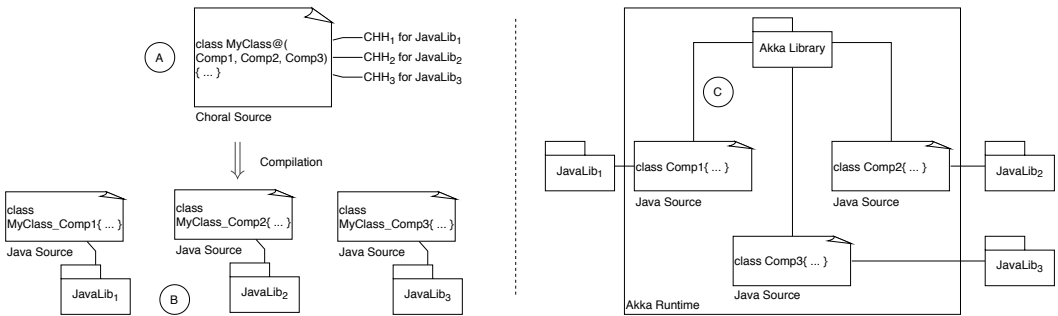 A
class MyClass@(
Comp1, Comp2, Comp3)
{ ... }
CHH₁ for JavaLib₁
CHH₂ for JavaLib₂
CHH₃ for JavaLib₃
Choral Source
Compilation
class
MyClass_Comp1{ ... }
Java Source
JavaLib₁
class
MyClass_Comp2{ ... }
Java Source
JavaLib₂
class
MyClass_Comp3{ ... }
Java Source
JavaLib₃
B
Akka Library
C
JavaLib₁
class Comp1{ ... }
Java Source
class Comp2{ ... }
Java Source
JavaLib₂
class Comp3{ ... }
Java Source
JavaLib₃
Akka Runtime